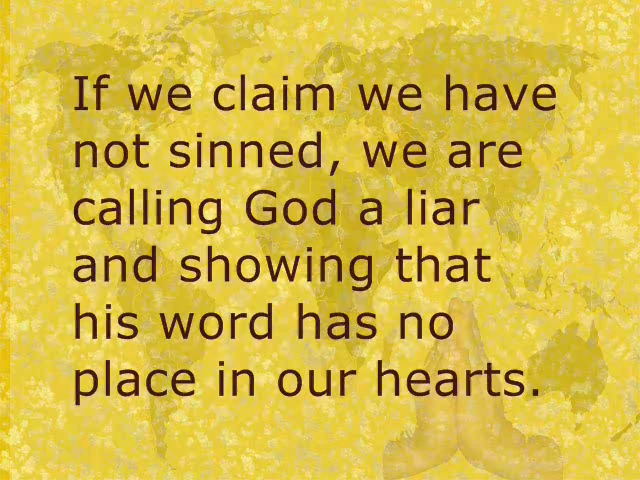 If we claim we have
not sinned, we are
calling God a liar
and showing that
his word has no
place in our hearts.